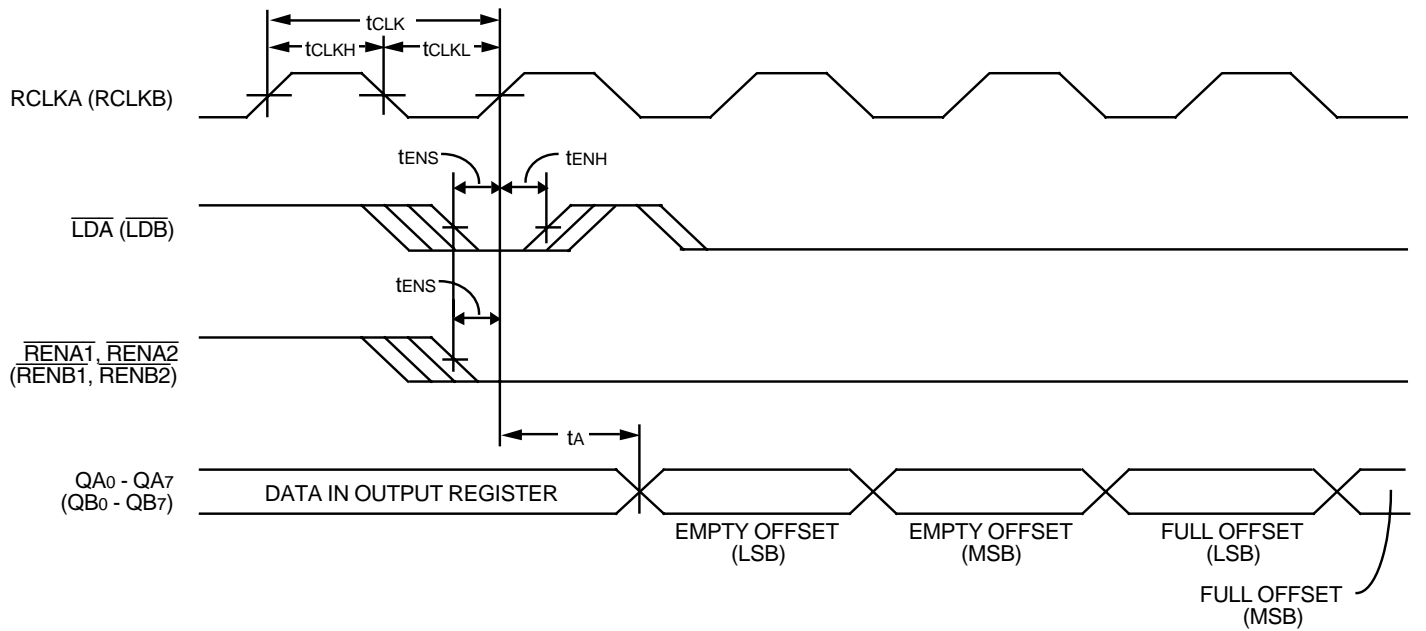 tCLK
tCLKH
tCLKL
RCLKA (RCLKB)
tENS
tENH
LDA (LDB)
tENS
RENA1, RENA2
(RENB1, RENB2)
tA
QA0 - QA7
(QB0 - QB7)
DATA IN OUTPUT REGISTER
EMPTY OFFSET
(LSB)
EMPTY OFFSET
(MSB)
FULL OFFSET
(LSB)
FULL OFFSET
(MSB)